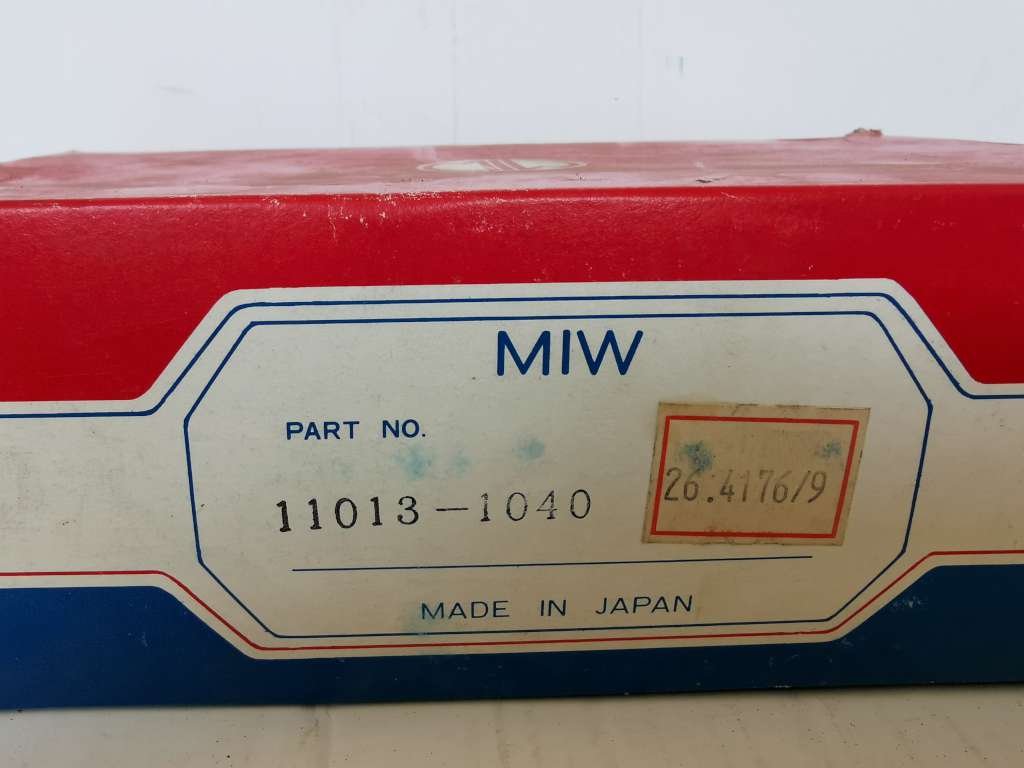 MIW
PART NO.
11013-1040
26.4176/9
MADE IN JAPAN